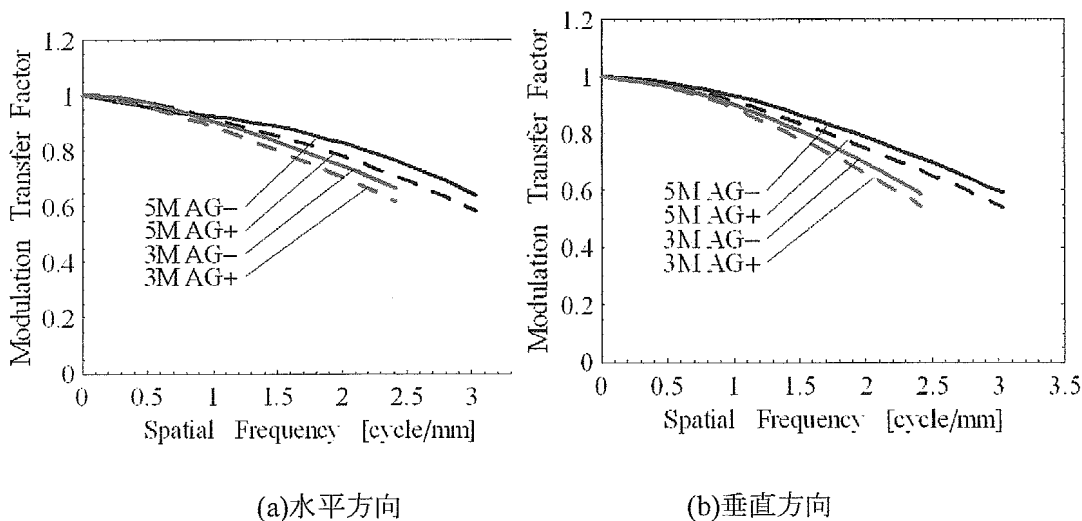 Modulation Transfer Factor
1.2
1
0.8
0.6
0.4
0.2
0
5M AG−
5M AG+
3M AG−
3M AG+
0 0.5 1 1.5 2 2.5 3
Spatial Frequency [cycle/mm]
(a)水平方向
Modulation Transfer Factor
1.2
1
0.8
0.6
0.4
0.2
0
5M AG−
5M AG+
3M AG−
3M AG+
0 0.5 1 1.5 2 2.5 3 3.5
Spatial Frequency [cycle/mm]
(b)垂直方向